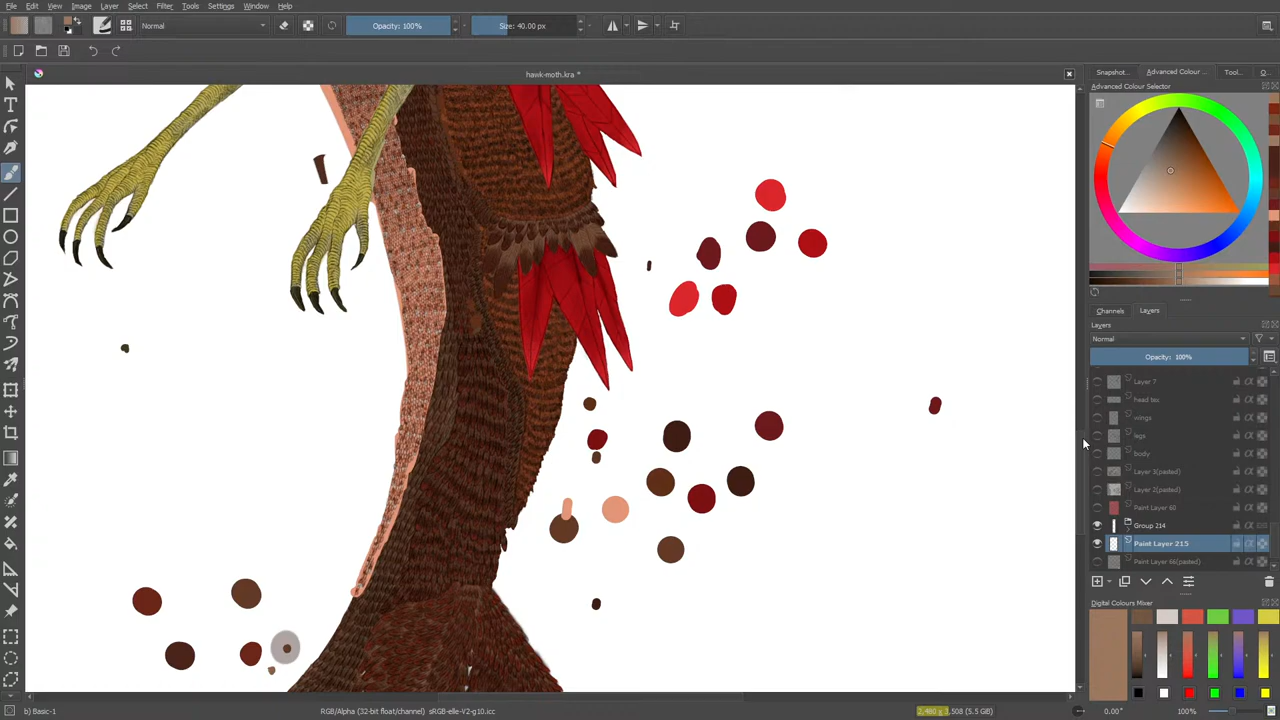 File Edit View Image Layer Select Filter Tools Settings Window Help
Normal Opacity: 100% Size: 40.00 px
hawk-moth.kra *
Snapshot... Advanced Colour ... Tool... O...
Advanced Colour Selector
Channels Layers
Layers
Normal
Opacity: 100%
Layer 7
head tex
wings
legs
body
Layer 3(pasted)
Layer 2(pasted)
Paint Layer 60
Group 214
Paint Layer 215
Paint Layer 66(pasted)
Digital Colours Mixer
b) Basic-1 RGB/Alpha (32-bit float/channel) sRGB-elle-V2-g10.icc 0.00° 100%